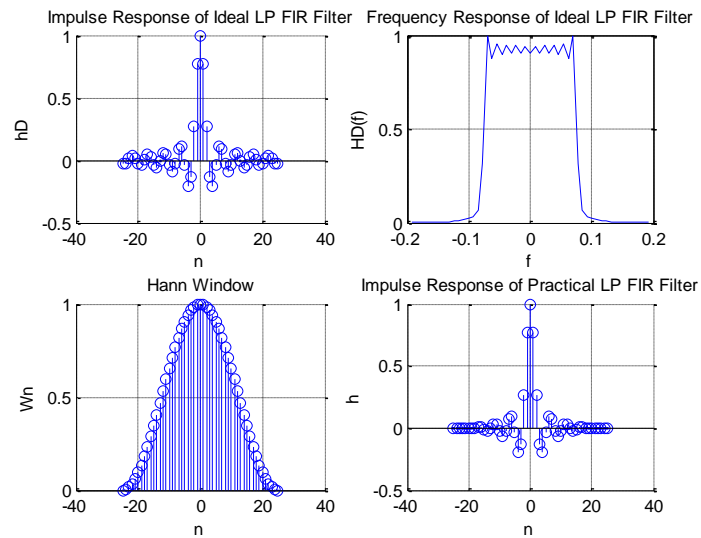 Impulse Response of Ideal LP FIR Filter
1
0.5
0
-0.5
hD
-40 -20 0 20 40
n
Frequency Response of Ideal LP FIR Filter
1
0.5
0
HD(f)
-0.2 -0.1 0 0.1 0.2
f
Hann Window
1
0.5
0
Wn
-40 -20 0 20 40
n
Impulse Response of Practical LP FIR Filter
1
0.5
0
-0.5
h
-40 -20 0 20 40
n